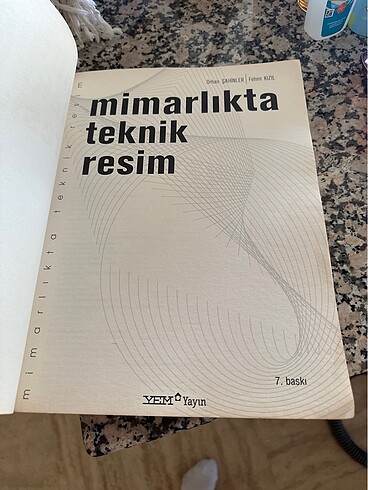 Orhan ŞAHİNLER | Fehmi KIZIL
mimarlıkta
teknik
resim
mimarlıkta teknik resim
7. baskı
YEM Yayın